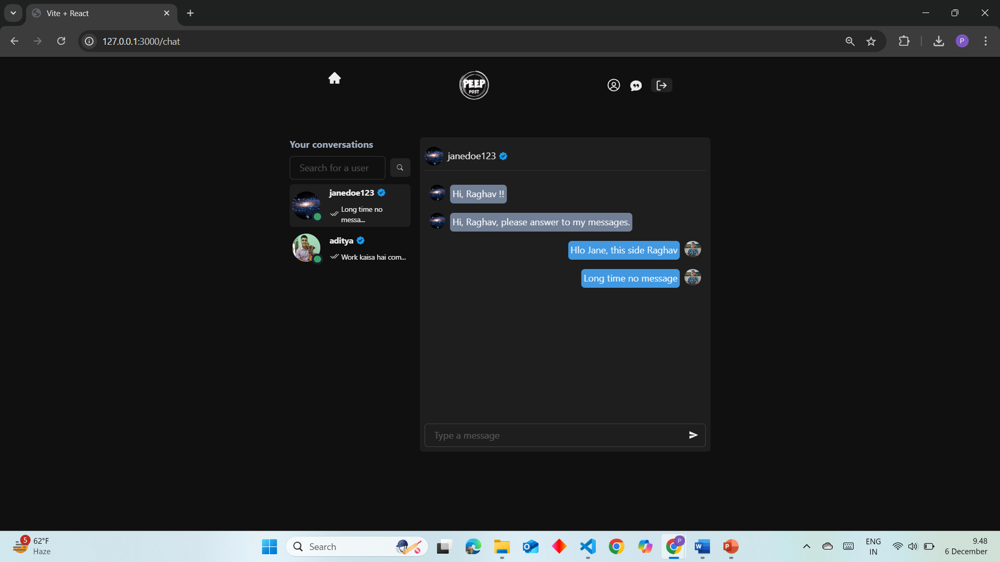 Vite + React
127.0.0.1:3000/chat
PEEP
POST
Your conversations
Search for a user
janedoe123
Long time no
messa...
aditya
Work kaisa hai com...
janedoe123
Hi, Raghav !!
Hi, Raghav, please answer to my messages.
Hlo Jane, this side Raghav
Long time no message
Type a message
5
62°F
Haze
Search
P
ENG
IN
9.48
6 December